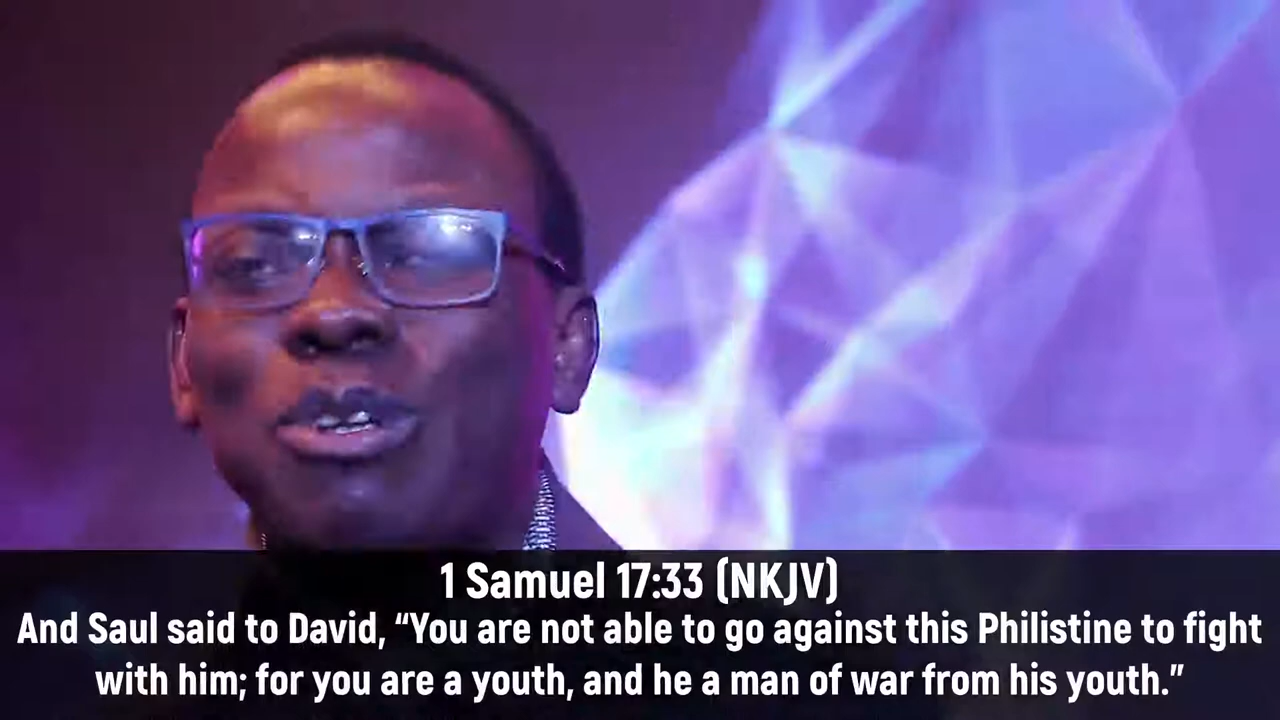 1 Samuel 17:33 (NKJV)
And Saul said to David, “You are not able to go against this Philistine to fight
with him; for you are a youth, and he a man of war from his youth.”